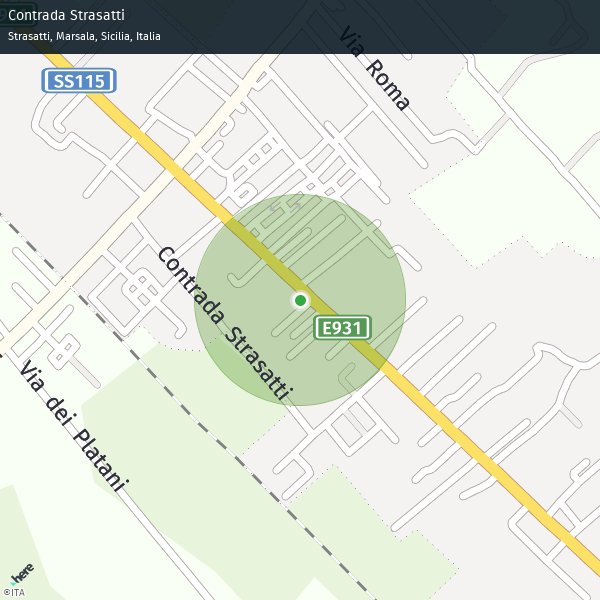 Contrada Strasatti
Strasatti, Marsala, Sicilia, Italia
SS115
Via Roma
Contrada Strasatti
E931
Via dei Platani
here
©ITA